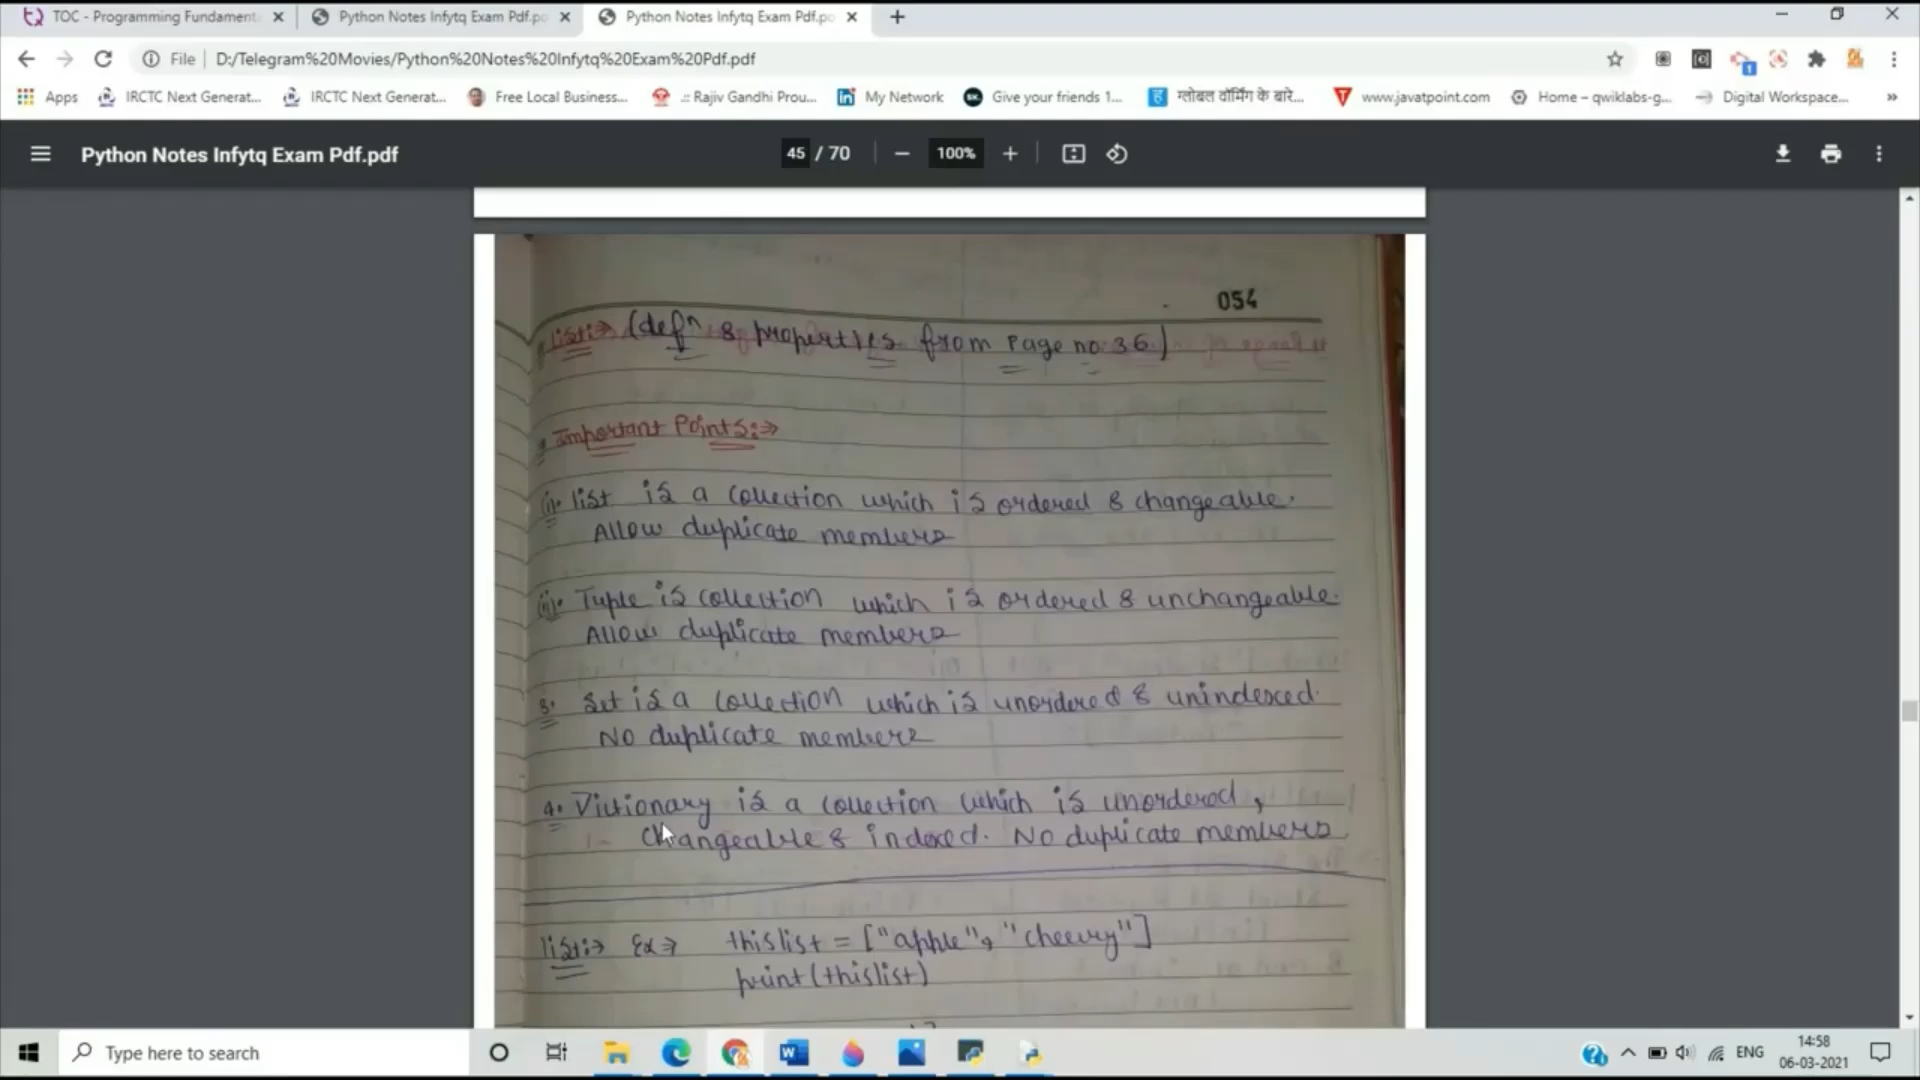 TOC - Programming Fundament
Python Notes Infytq Exam Pdf.po
Python Notes Infytq Exam Pdf.po
File | D:/Telegram%20Movies/Python%20Notes%20Infytq%20Exam%20Pdf.pdf
Apps
IRCTC Next Generat...
IRCTC Next Generat...
Free Local Business...
.:: Rajiv Gandhi Prou...
My Network
Give your friends 1...
ग्लोबल वॉर्मिंग के बारे...
www.javatpoint.com
Home – qwiklabs-g...
Digital Workspace...
»
Python Notes Infytq Exam Pdf.pdf
45 / 70
100%
054
List:⇒ (defn & properties from Page no 36)
Important Points:⇒
(i). list is a collection which is ordered & changeable.
Allow duplicate members
(ii). Tuple is collection which is ordered & unchangeable.
Allow duplicate members
3. Set is a collection which is unordered & unindexed.
No duplicate members
4. Dictionary is a collection which is unordered,
changeable & indexed. No duplicate members
list:⇒ Ex⇒ thislist = ["apple", "cheery"]
print(thislist)
Type here to search
ENG
14:58
06-03-2021